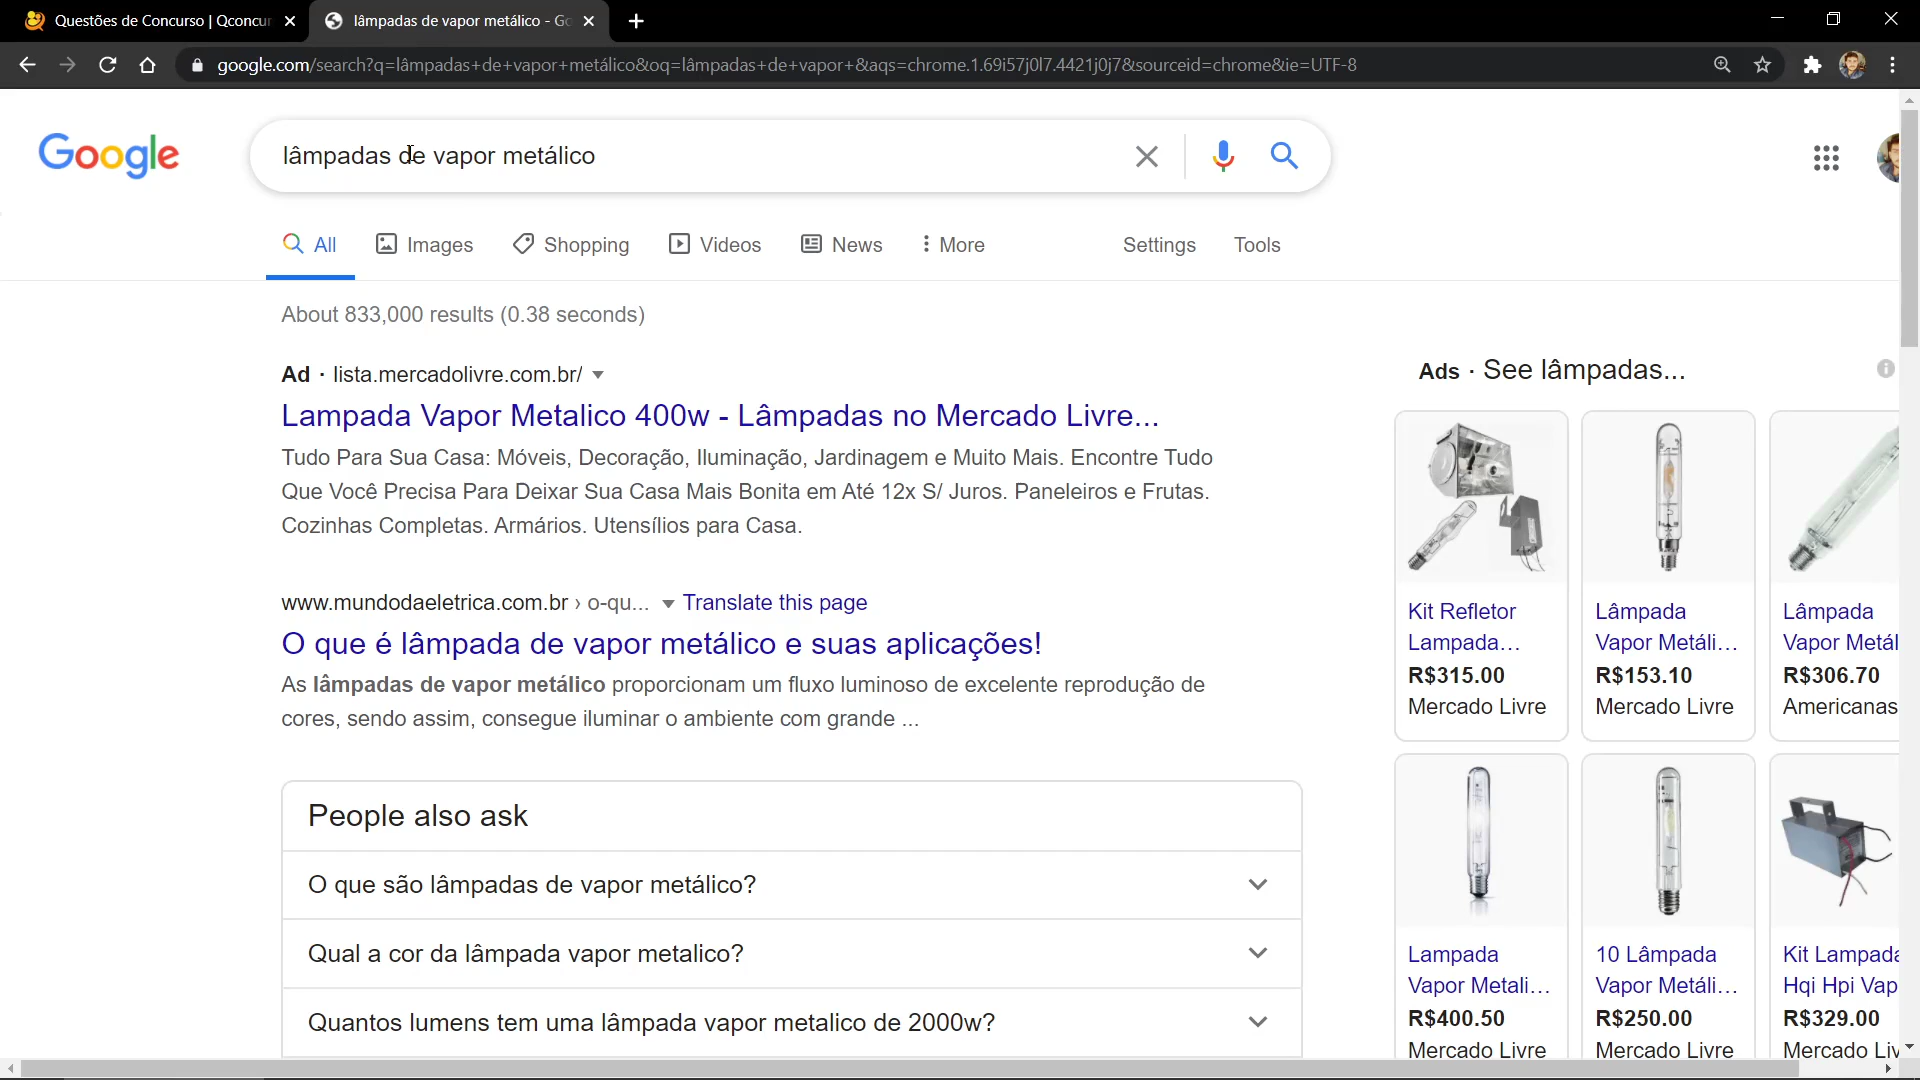 Questões de Concurso | Qconcur
lâmpadas de vapor metálico - Go
google.com/search?q=lâmpadas+de+vapor+metálico&oq=lâmpadas+de+vapor+&aqs=chrome.1.69i57j0l7.4421j0j7&sourceid=chrome&ie=UTF-8
Google
lâmpadas de vapor metálico
All
Images
Shopping
Videos
News
More
Settings
Tools
About 833,000 results (0.38 seconds)
Ad · lista.mercadolivre.com.br/
Lampada Vapor Metalico 400w - Lâmpadas no Mercado Livre...
Tudo Para Sua Casa: Móveis, Decoração, Iluminação, Jardinagem e Muito Mais. Encontre Tudo
Que Você Precisa Para Deixar Sua Casa Mais Bonita em Até 12x S/ Juros. Paneleiros e Frutas.
Cozinhas Completas. Armários. Utensílios para Casa.
www.mundodaeletrica.com.br › o-qu... Translate this page
O que é lâmpada de vapor metálico e suas aplicações!
As lâmpadas de vapor metálico proporcionam um fluxo luminoso de excelente reprodução de
cores, sendo assim, consegue iluminar o ambiente com grande ...
People also ask
O que são lâmpadas de vapor metálico?
Qual a cor da lâmpada vapor metalico?
Quantos lumens tem uma lâmpada vapor metalico de 2000w?
Ads · See lâmpadas...
Kit Refletor
Lampada...
R$315.00
Mercado Livre
Lâmpada
Vapor Metáli...
R$153.10
Mercado Livre
Lâmpada
Vapor Metál
R$306.70
Americanas
Lampada
Vapor Metali...
R$400.50
Mercado Livre
10 Lâmpada
Vapor Metáli...
R$250.00
Mercado Livre
Kit Lampada
Hqi Hpi Vap
R$329.00
Mercado Liv